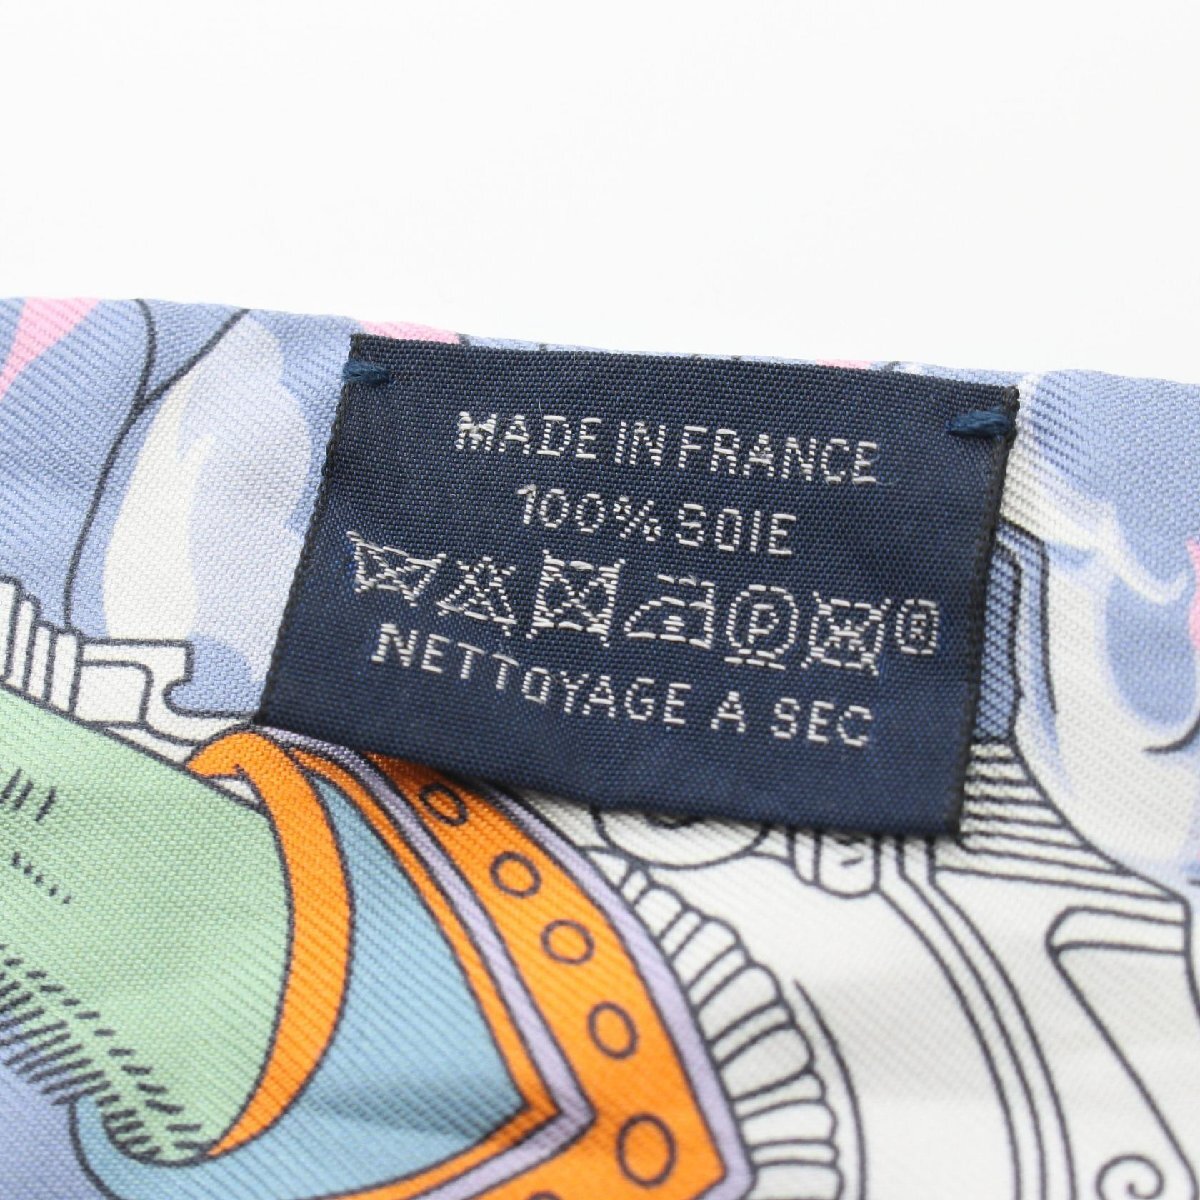 MADE IN FRANCE
100% SOIE
P ®
NETTOYAGE A SEC